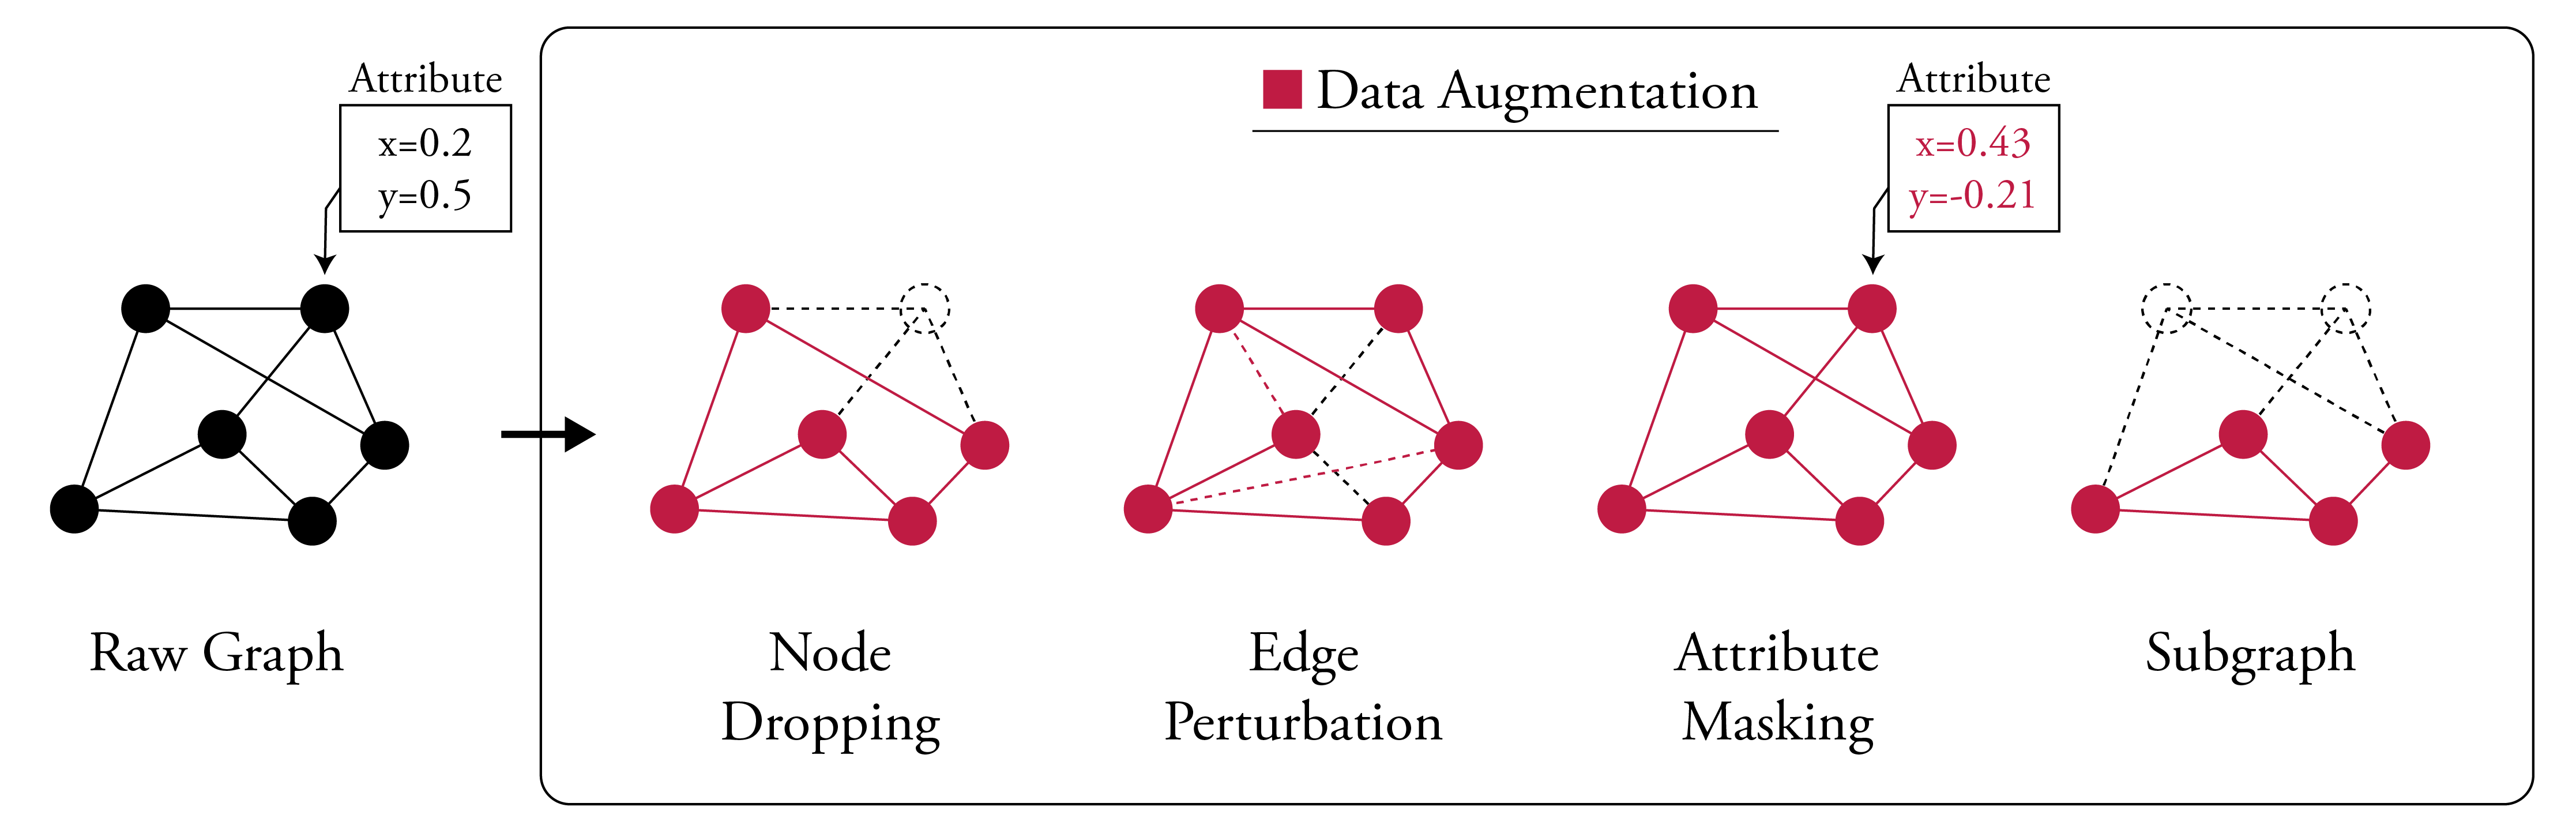 Attribute
x=0.2
y=0.5
Data Augmentation
Attribute
x=0.43
y=-0.21
Raw Graph
Node
Dropping
Edge
Perturbation
Attribute
Masking
Subgraph